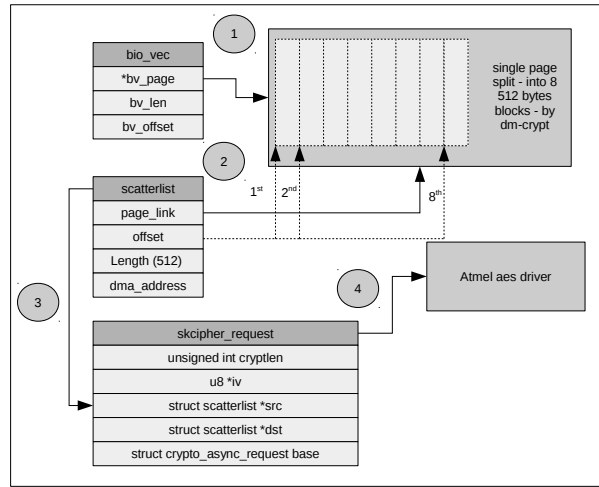 1
bio_vec
*bv_page
bv_len
bv_offset
single page
split - into 8
512 bytes
blocks - by
dm-crypt
2
scatterlist
page_link
offset
Length (512)
dma_address
1st
2nd
8th
3
4
Atmel aes driver
skcipher_request
unsigned int cryptlen
u8 *iv
struct scatterlist *src
struct scatterlist *dst
struct crypto_async_request base